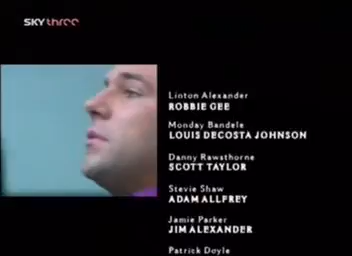 SKY three
Linton Alexander
ROBBIE GEE
Monday Bandele
LOUIS DECOSTA JOHNSON
Danny Rawsthorne
SCOTT TAYLOR
Stevie Shaw
ADAM ALLFREY
Jamie Parker
JIM ALEXANDER
Patrick Doyle